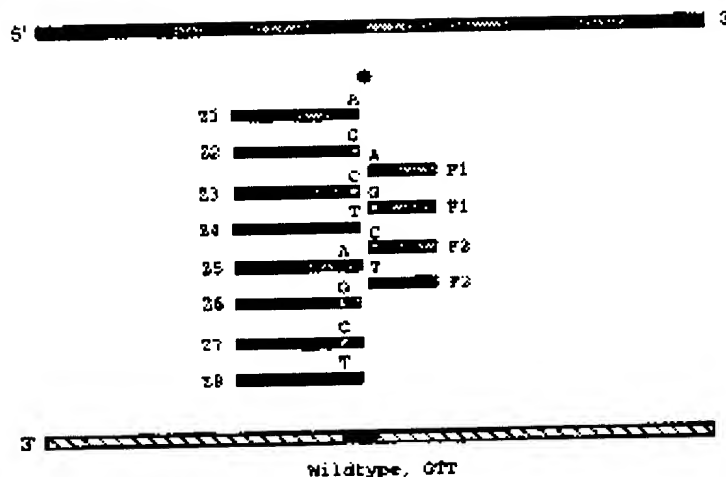 5' 3'
*
A
Z1
G
Z2
A
F1
C
Z3
G
F1
T
Z4
C
F2
A
Z5
T
F2
G
Z6
C
Z7
T
Z8
3'
Wildtype, GTT